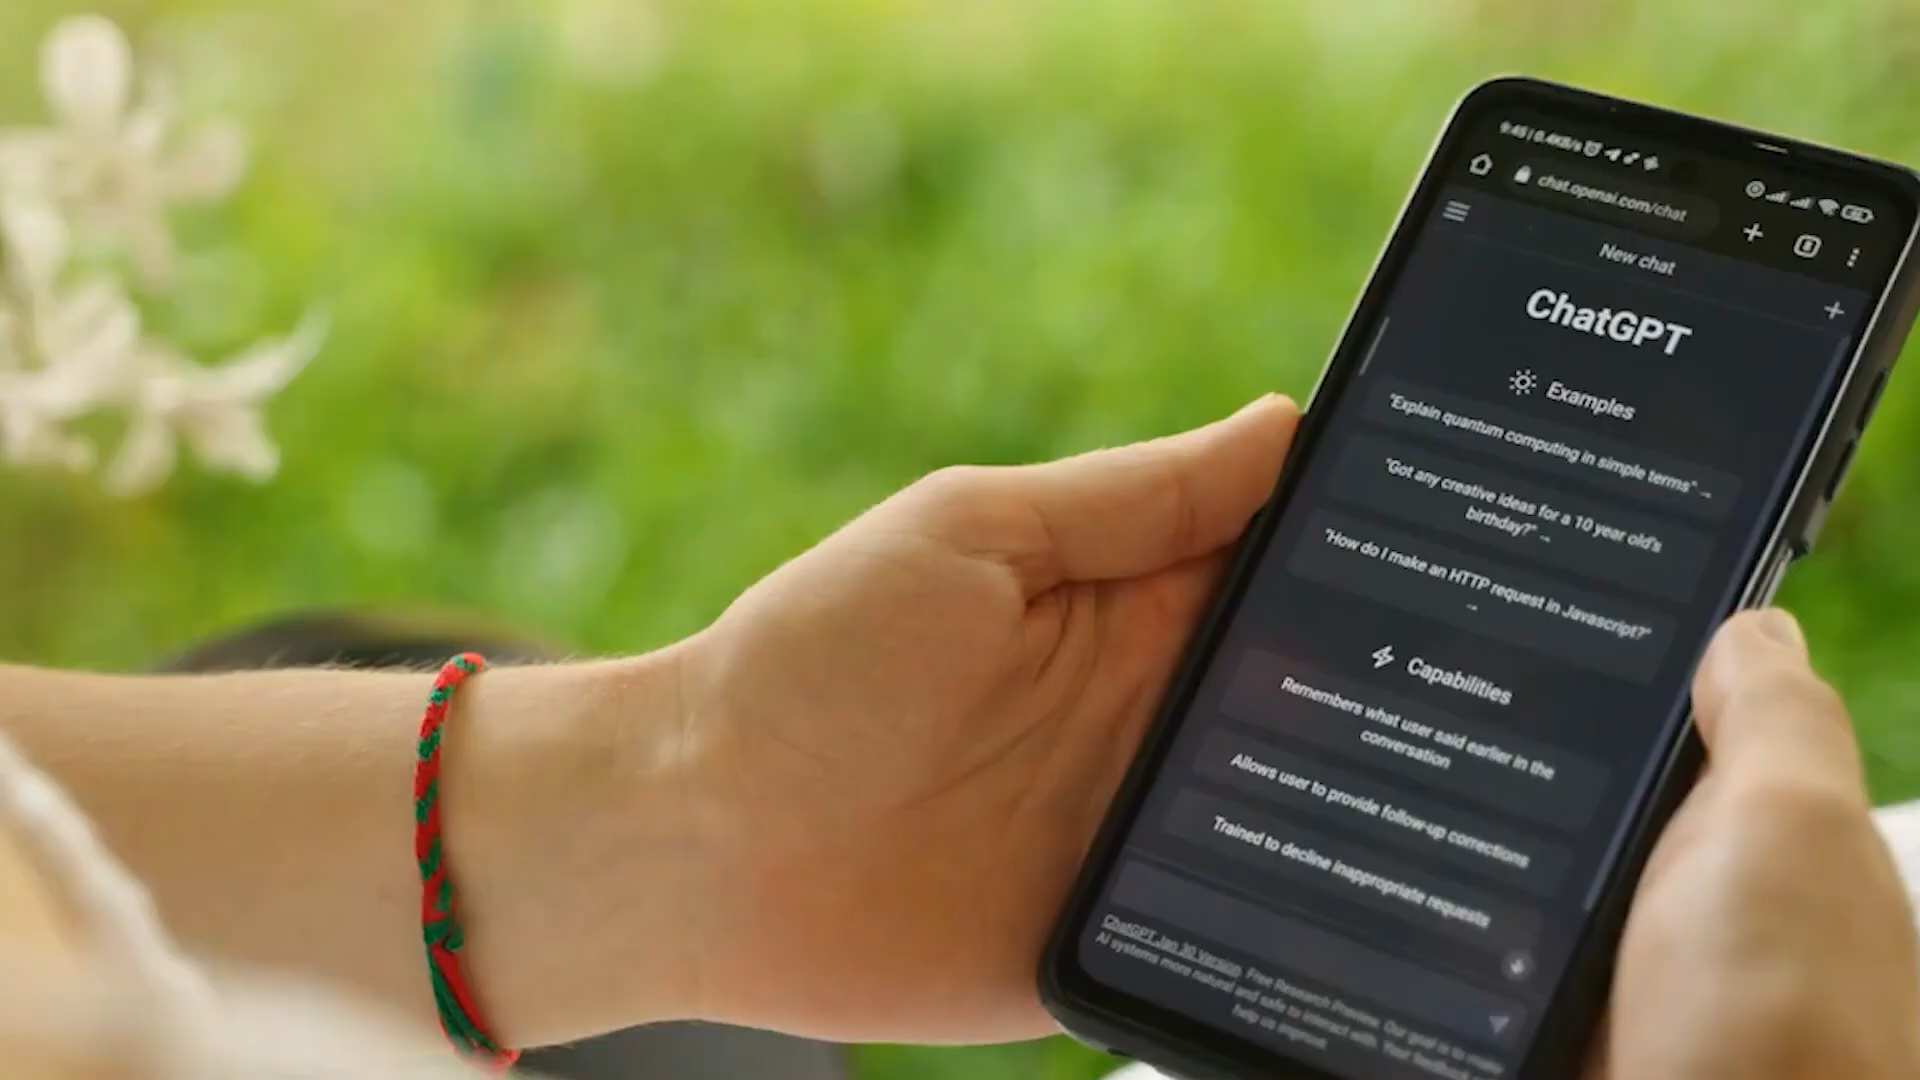 9:45 | 0.4KB/s
chat.openai.com/chat
New chat
ChatGPT
Examples
"Explain quantum computing in simple terms" →
"Got any creative ideas for a 10 year old's
birthday?" →
"How do I make an HTTP request in Javascript?"
→
Capabilities
Remembers what user said earlier in the
conversation
Allows user to provide follow-up corrections
Trained to decline inappropriate requests
ChatGPT Jan 30 Version. Free Research Preview. Our goal is to make
AI systems more natural and safe to interact with. Your feedback
help us improve